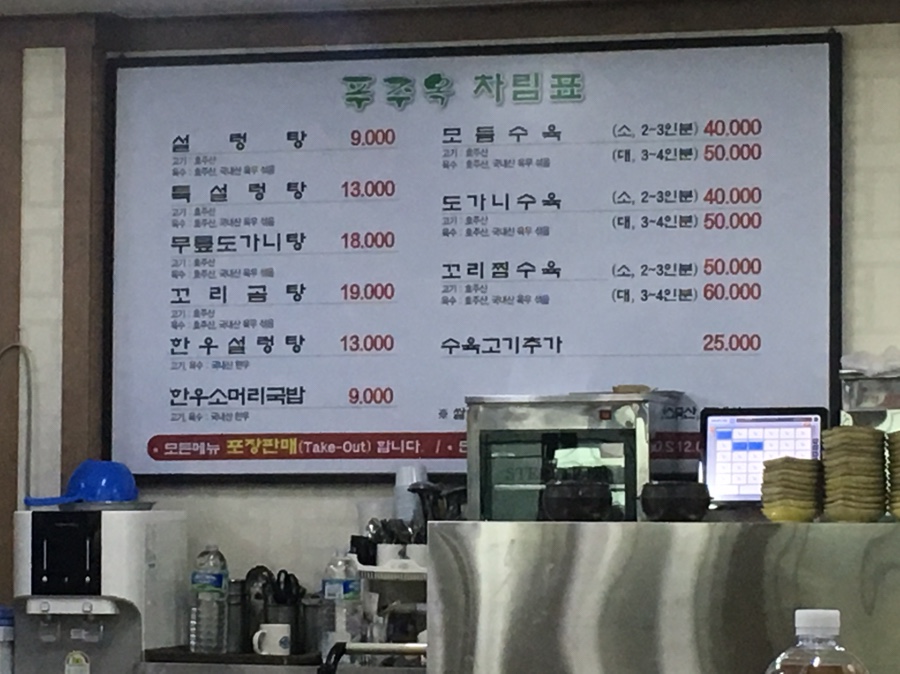 푸주옥 차림표
설렁탕 9.000
고기 : 호주산
육수 : 호주산, 국내산 육우 섞음
특설렁탕 13.000
고기 : 호주산
육수 : 호주산, 국내산 육우 섞음
무릎도가니탕 18.000
고기 : 호주산
육수 : 호주산, 국내산 육우 섞음
꼬리곰탕 19.000
고기 : 호주산
육수 : 호주산, 국내산 육우 섞음
한우설렁탕 13.000
고기, 육수 : 국내산 한우
한우소머리국밥 9.000
고기, 육수 : 국내산 한우
모듬수육 (소, 2~3인분) 40.000
고기 : 호주산
육수 : 호주산, 국내산 육우 섞음
(대, 3~4인분) 50.000
도가니수육 (소, 2~3인분) 40.000
고기 : 호주산
육수 : 호주산, 국내산 육우 섞음
(대, 3~4인분) 50.000
꼬리찜수육 (소, 2~3인분) 50.000
고기 : 호주산
육수 : 호주산, 국내산 육우 섞음
(대, 3~4인분) 60.000
수육고기추가 25.000
※ 쌀
• 모든메뉴 포장판매(Take-Out) 합니다. / •